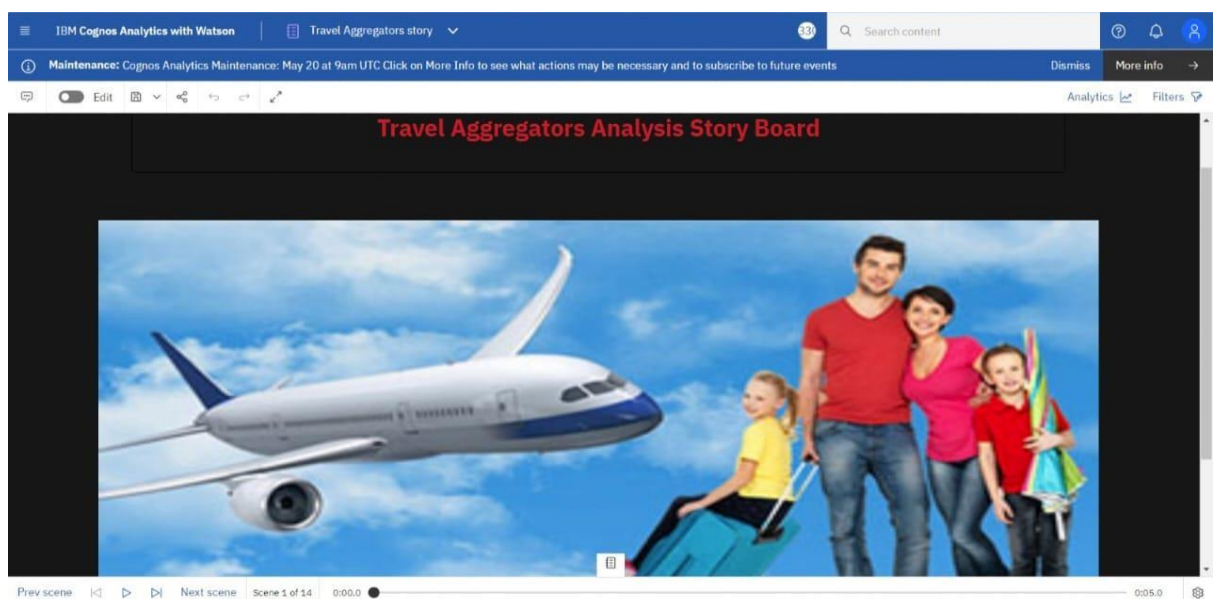 IBM Cognos Analytics with Watson
Travel Aggregators story
Search content
Maintenance: Cognos Analytics Maintenance: May 20 at 9am UTC Click on More Info to see what actions may be necessary and to subscribe to future events
Dismiss
More info
Edit
Analytics
Filters
Travel Aggregators Analysis Story Board
Prev scene
Next scene
Scene 1 of 14
0:00.0
0:05.0